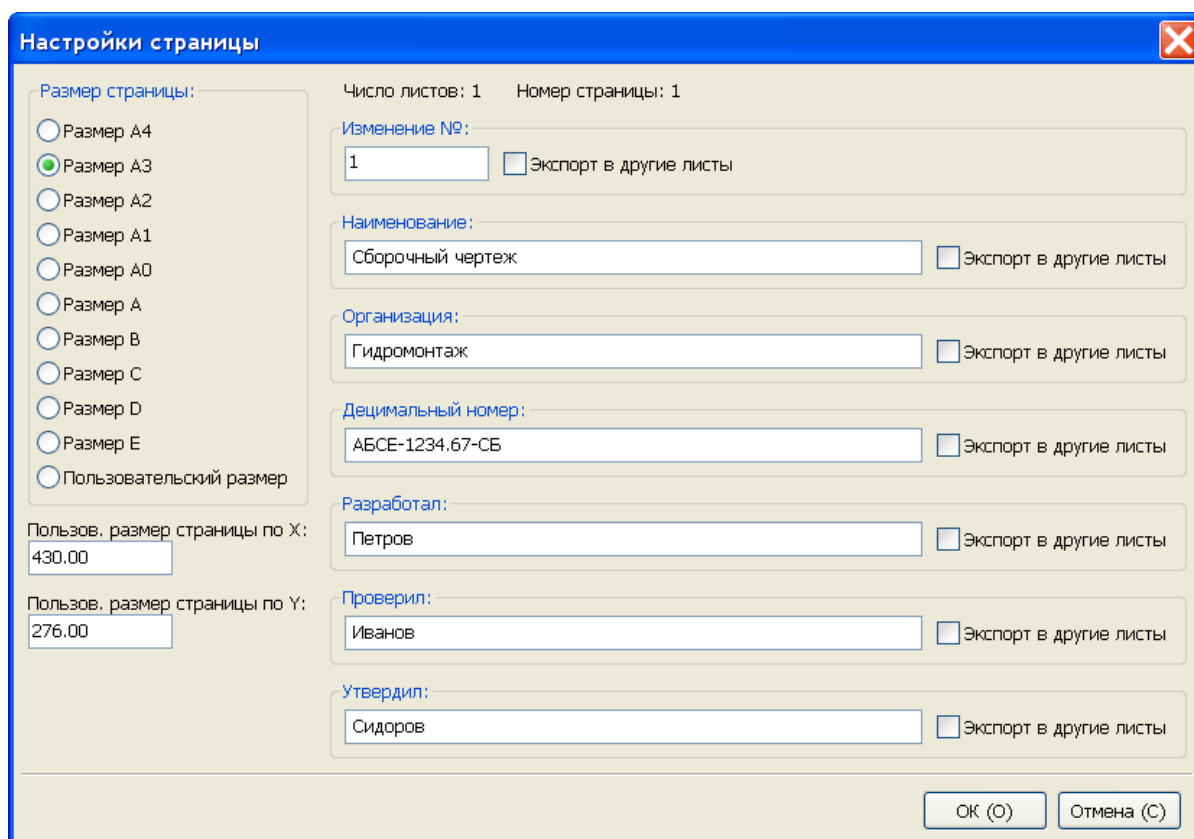 Настройки страницы
Размер страницы:
Размер A4
Размер A3
Размер A2
Размер A1
Размер A0
Размер A
Размер B
Размер C
Размер D
Размер E
Пользовательский размер
Пользов. размер страницы по X:
430.00
Пользов. размер страницы по Y:
276.00
Число листов: 1 Номер страницы: 1
Изменение №:
1 Экспорт в другие листы
Наименование:
Сборочный чертеж Экспорт в другие листы
Организация:
Гидромонтаж Экспорт в другие листы
Децимальный номер:
АБСЕ-1234.67-СБ Экспорт в другие листы
Разработал:
Петров Экспорт в другие листы
Проверил:
Иванов Экспорт в другие листы
Утвердил:
Сидоров Экспорт в другие листы
ОК (O) Отмена (C)